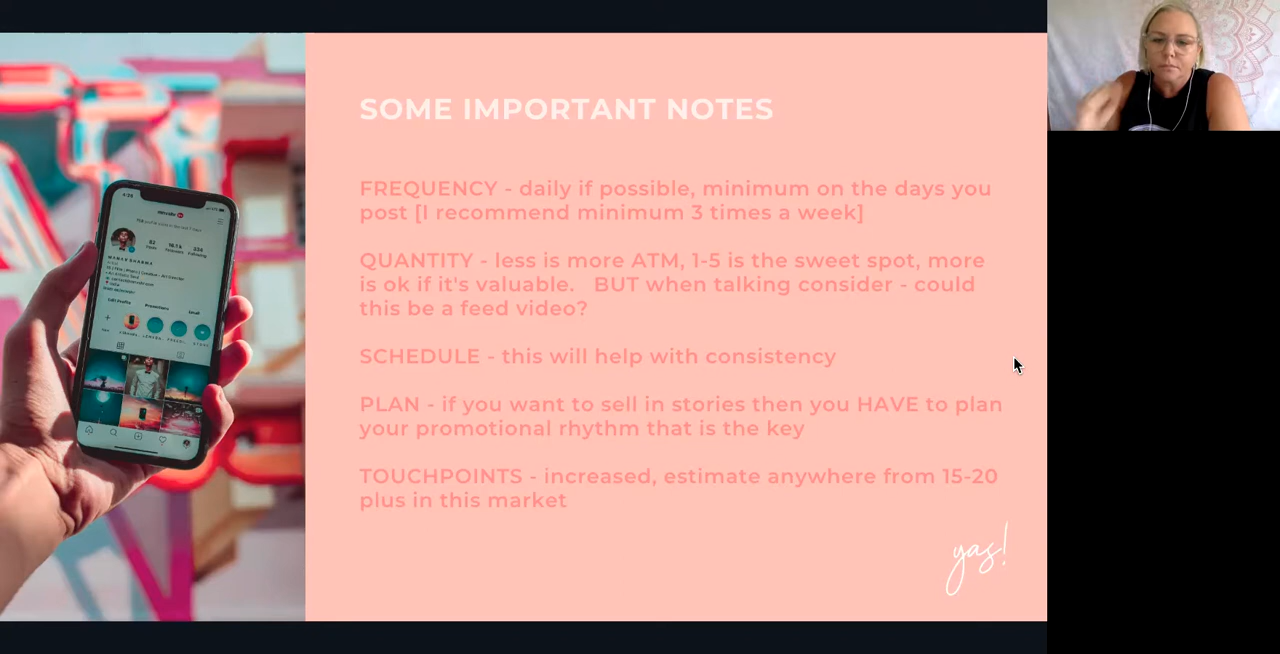 SOME IMPORTANT NOTES
FREQUENCY - daily if possible, minimum on the days you
post [I recommend minimum 3 times a week]
QUANTITY - less is more ATM, 1-5 is the sweet spot, more
is ok if it's valuable. BUT when talking consider - could
this be a feed video?
SCHEDULE - this will help with consistency
PLAN - if you want to sell in stories then you HAVE to plan
your promotional rhythm that is the key
TOUCHPOINTS - increased, estimate anywhere from 15-20
plus in this market
yas!
Edit Profile Promotions Email